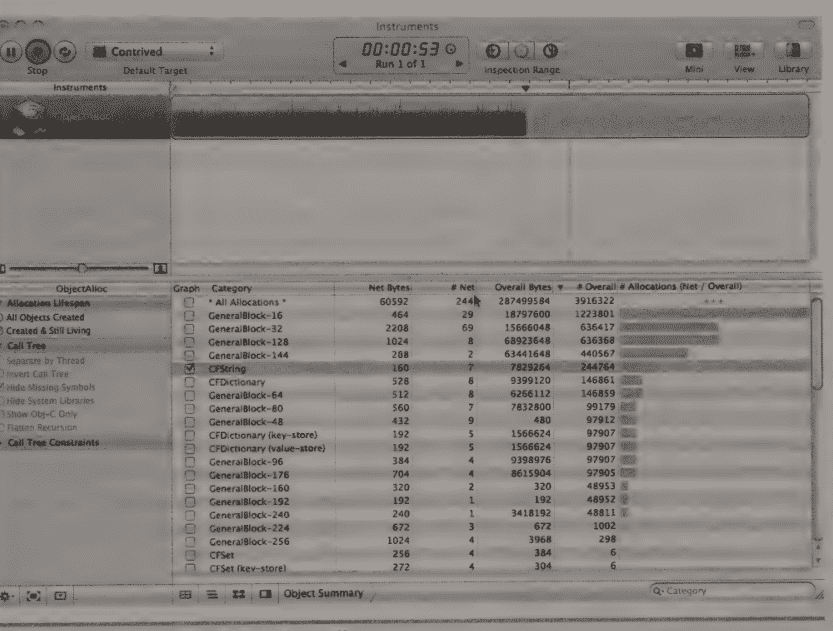 Instruments
Contrived
00:00:53
Run 1 of 1
Stop
Default Target
Inspection Range
Mini
View
Library
Instruments
ObjectAlloc
Graph Category Net Bytes # Net Overall Bytes # Overall # Allocations (Net / Overall)
Allocation Lifespan
All Objects Created
Created & Still Living
Call Tree
Separate by Thread
Invert Call Tree
Hide Missing Symbols
Hide System Libraries
Show Obj-C Only
Flatten Recursion
Call Tree Constraints
* All Allocations * 60592 244 287499584 3916322 +++
GeneralBlock-16 464 29 18797600 1223801
GeneralBlock-32 2208 69 15666048 636417
GeneralBlock-128 1024 8 68923648 636368
GeneralBlock-144 288 2 63441648 440567
CFString 160 7 7829264 244764
CFDictionary 528 8 9399120 146861
GeneralBlock-64 512 8 6266112 146859
GeneralBlock-80 560 7 7832800 99179
GeneralBlock-48 432 9 480 97912
CFDictionary (key-store) 192 5 1566624 97907
CFDictionary (value-store) 192 5 1566624 97907
GeneralBlock-96 384 4 9398976 97907
GeneralBlock-176 704 4 8615904 97905
GeneralBlock-160 320 2 320 48953
GeneralBlock-192 192 1 192 48952
GeneralBlock-240 240 1 3418192 48811
GeneralBlock-224 672 3 672 1002
GeneralBlock-256 1024 4 3968 298
CFSet 256 4 384 6
CFSet (key-store) 272 4 304 6
Object Summary
Category